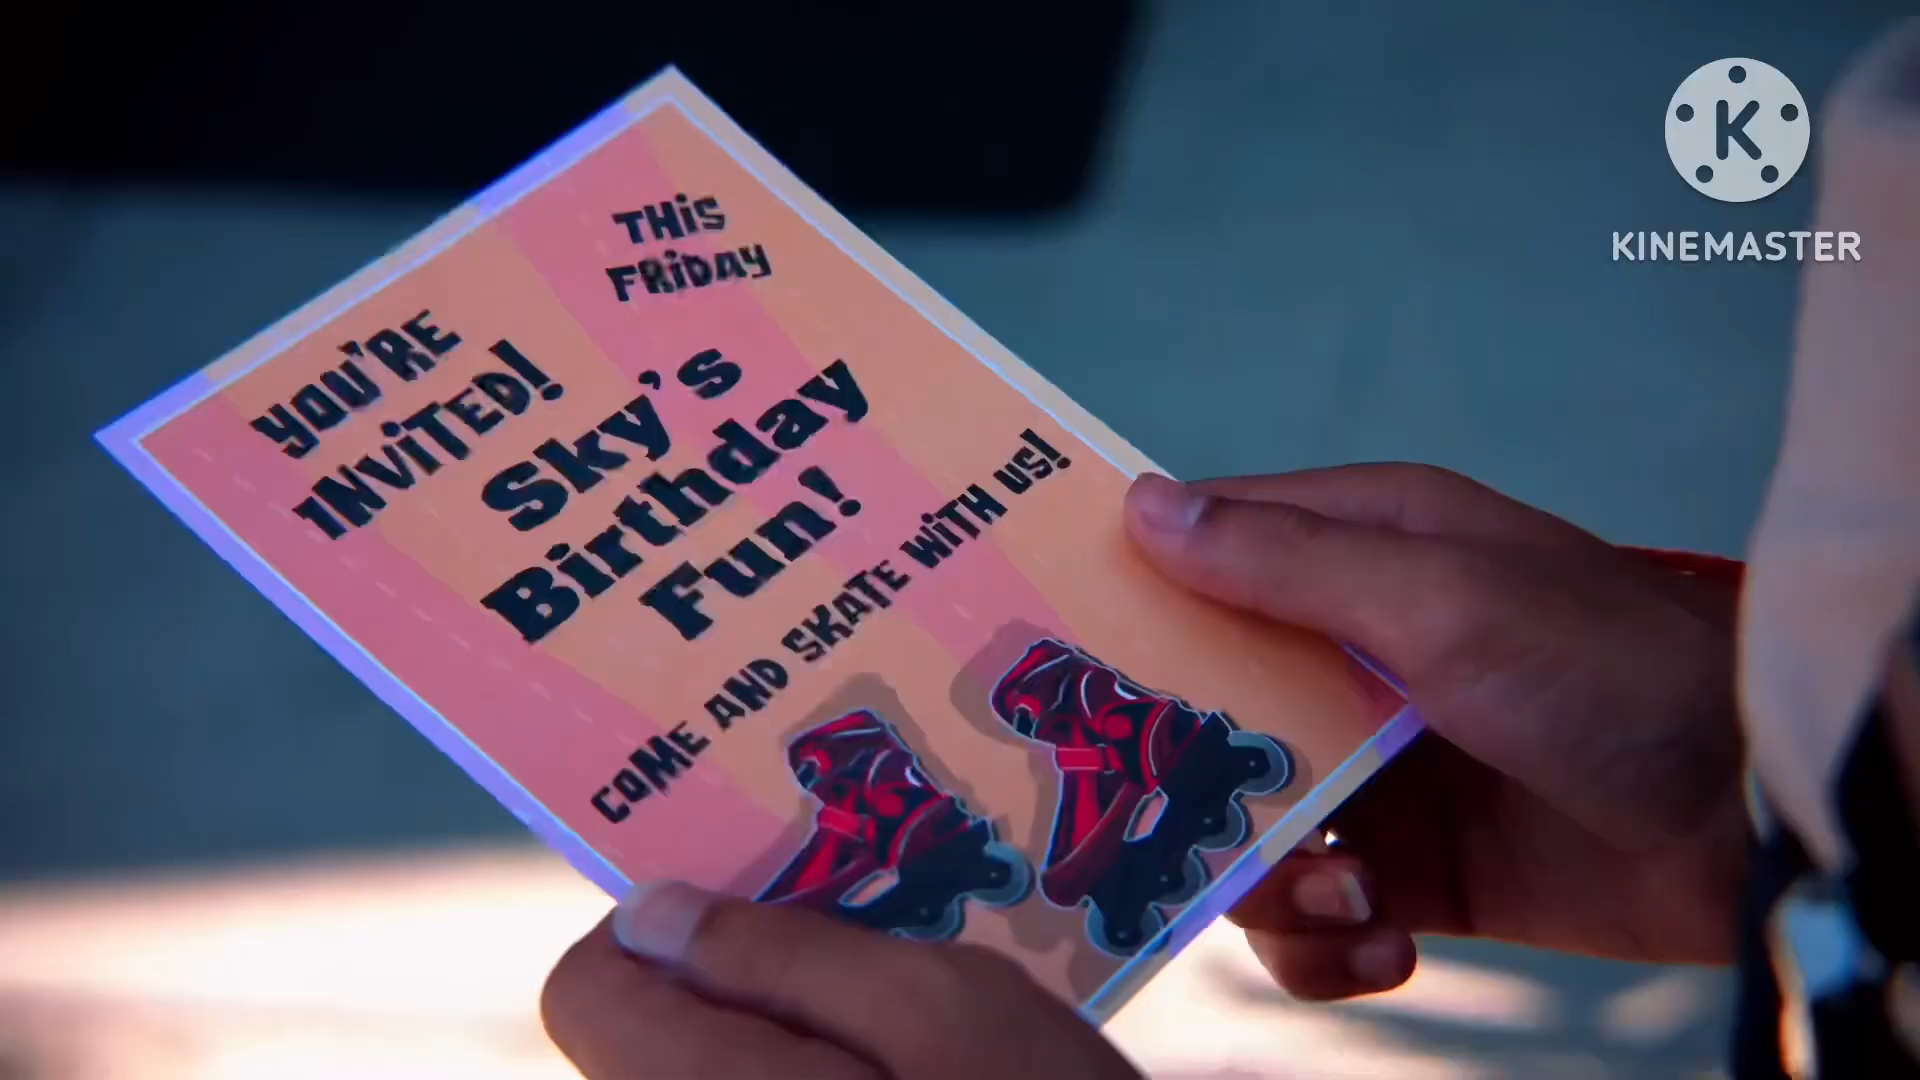 THiS
FRiDAY
YOU'RE
INViTED!
Sky's
Birthday
Fun!
COME AND SKATE WiTH US!
K
KINEMASTER